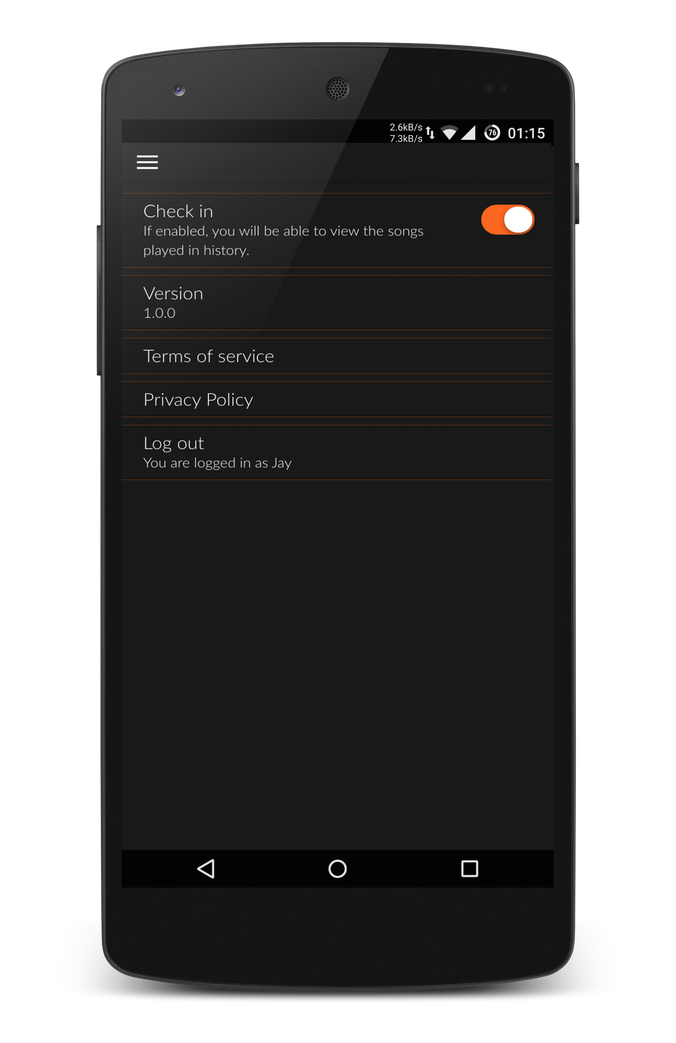 2.6kB/s
7.3kB/s
76
01:15
Check in
If enabled, you will be able to view the songs
played in history.
Version
1.0.0
Terms of service
Privacy Policy
Log out
You are logged in as Jay